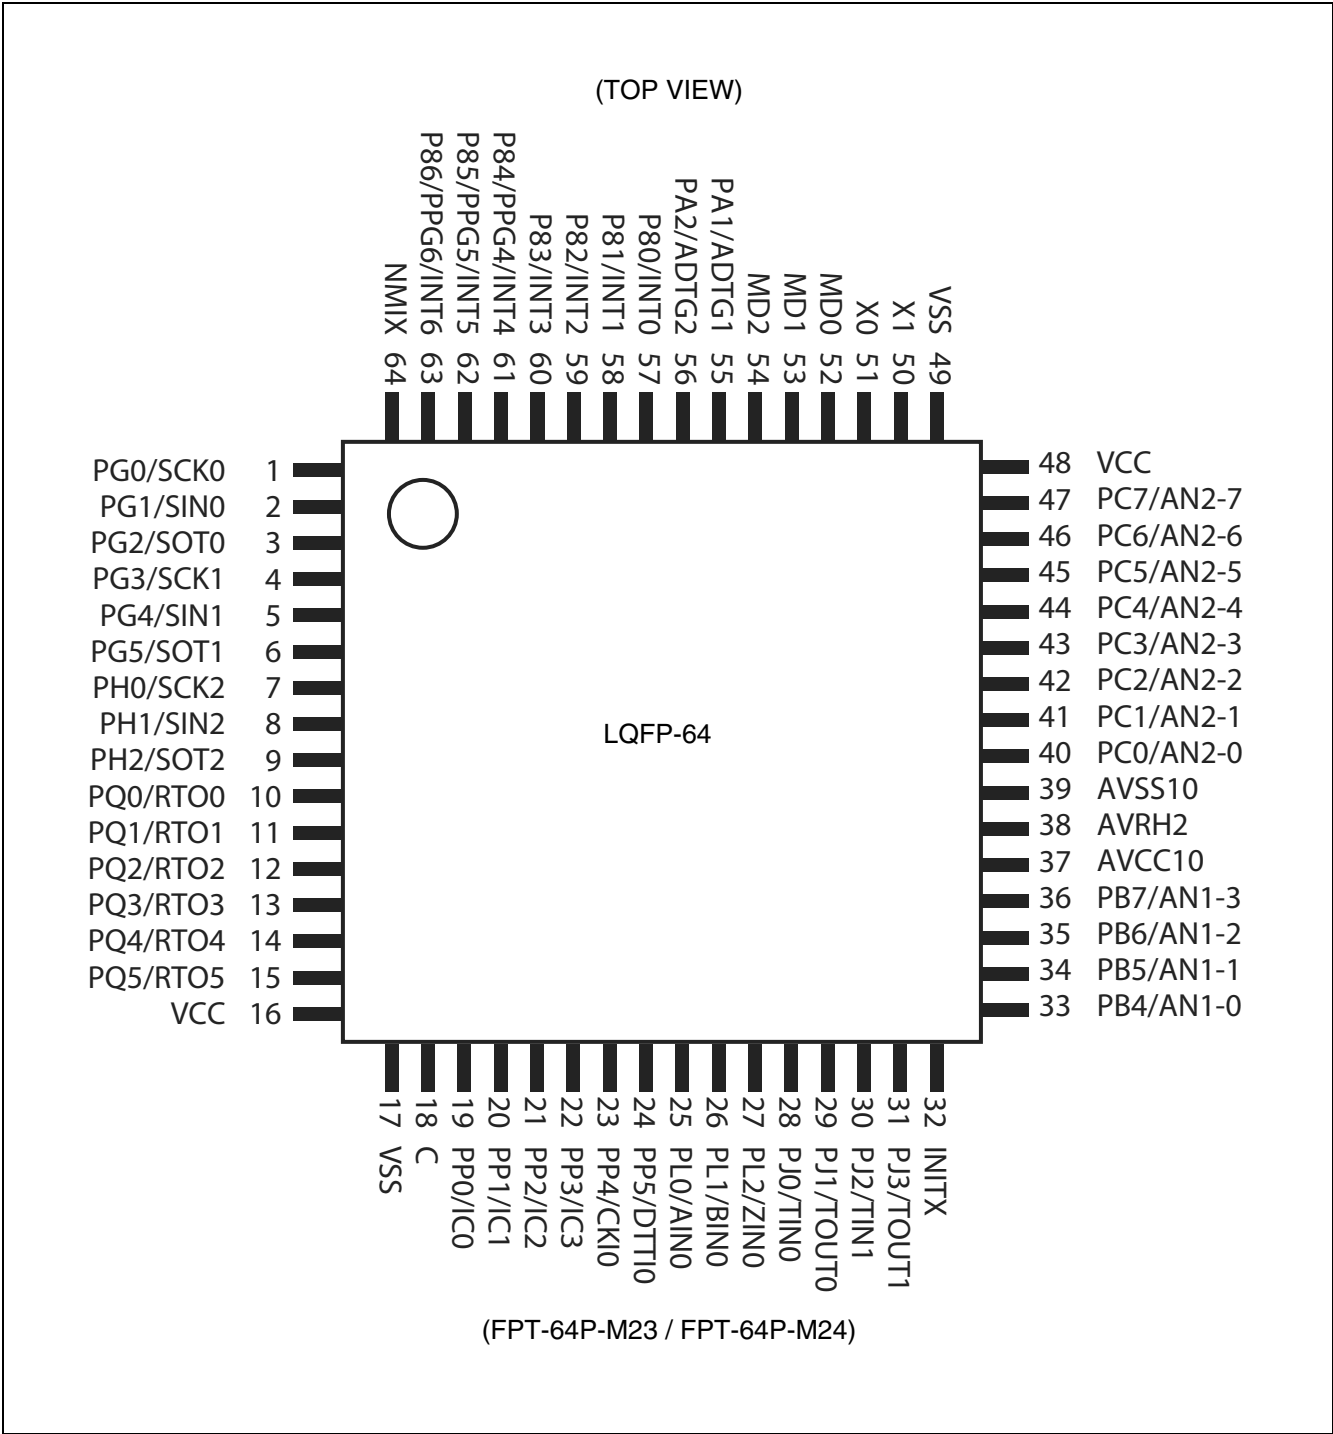 (TOP VIEW)
NMIX 64
P86/PPG6/INT6 63
P85/PPG5/INT5 62
P84/PPG4/INT4 61
P83/INT3 60
P82/INT2 59
P81/INT1 58
P80/INT0 57
PA2/ADTG2 56
PA1/ADTG1 55
MD2 54
MD1 53
MD0 52
X0 51
X1 50
VSS 49
PG0/SCK0 1
PG1/SIN0 2
PG2/SOT0 3
PG3/SCK1 4
PG4/SIN1 5
PG5/SOT1 6
PH0/SCK2 7
PH1/SIN2 8
PH2/SOT2 9
PQ0/RTO0 10
PQ1/RTO1 11
PQ2/RTO2 12
PQ3/RTO3 13
PQ4/RTO4 14
PQ5/RTO5 15
VCC 16
LQFP-64
48 VCC
47 PC7/AN2-7
46 PC6/AN2-6
45 PC5/AN2-5
44 PC4/AN2-4
43 PC3/AN2-3
42 PC2/AN2-2
41 PC1/AN2-1
40 PC0/AN2-0
39 AVSS10
38 AVRH2
37 AVCC10
36 PB7/AN1-3
35 PB6/AN1-2
34 PB5/AN1-1
33 PB4/AN1-0
17 VSS
18 C
19 PP0/IC0
20 PP1/IC1
21 PP2/IC2
22 PP3/IC3
23 PP4/CKI0
24 PP5/DTTI0
25 PL0/AIN0
26 PL1/BIN0
27 PL2/ZIN0
28 PJ0/TIN0
29 PJ1/TOUT0
30 PJ2/TIN1
31 PJ3/TOUT1
32 INITX
(FPT-64P-M23 / FPT-64P-M24)